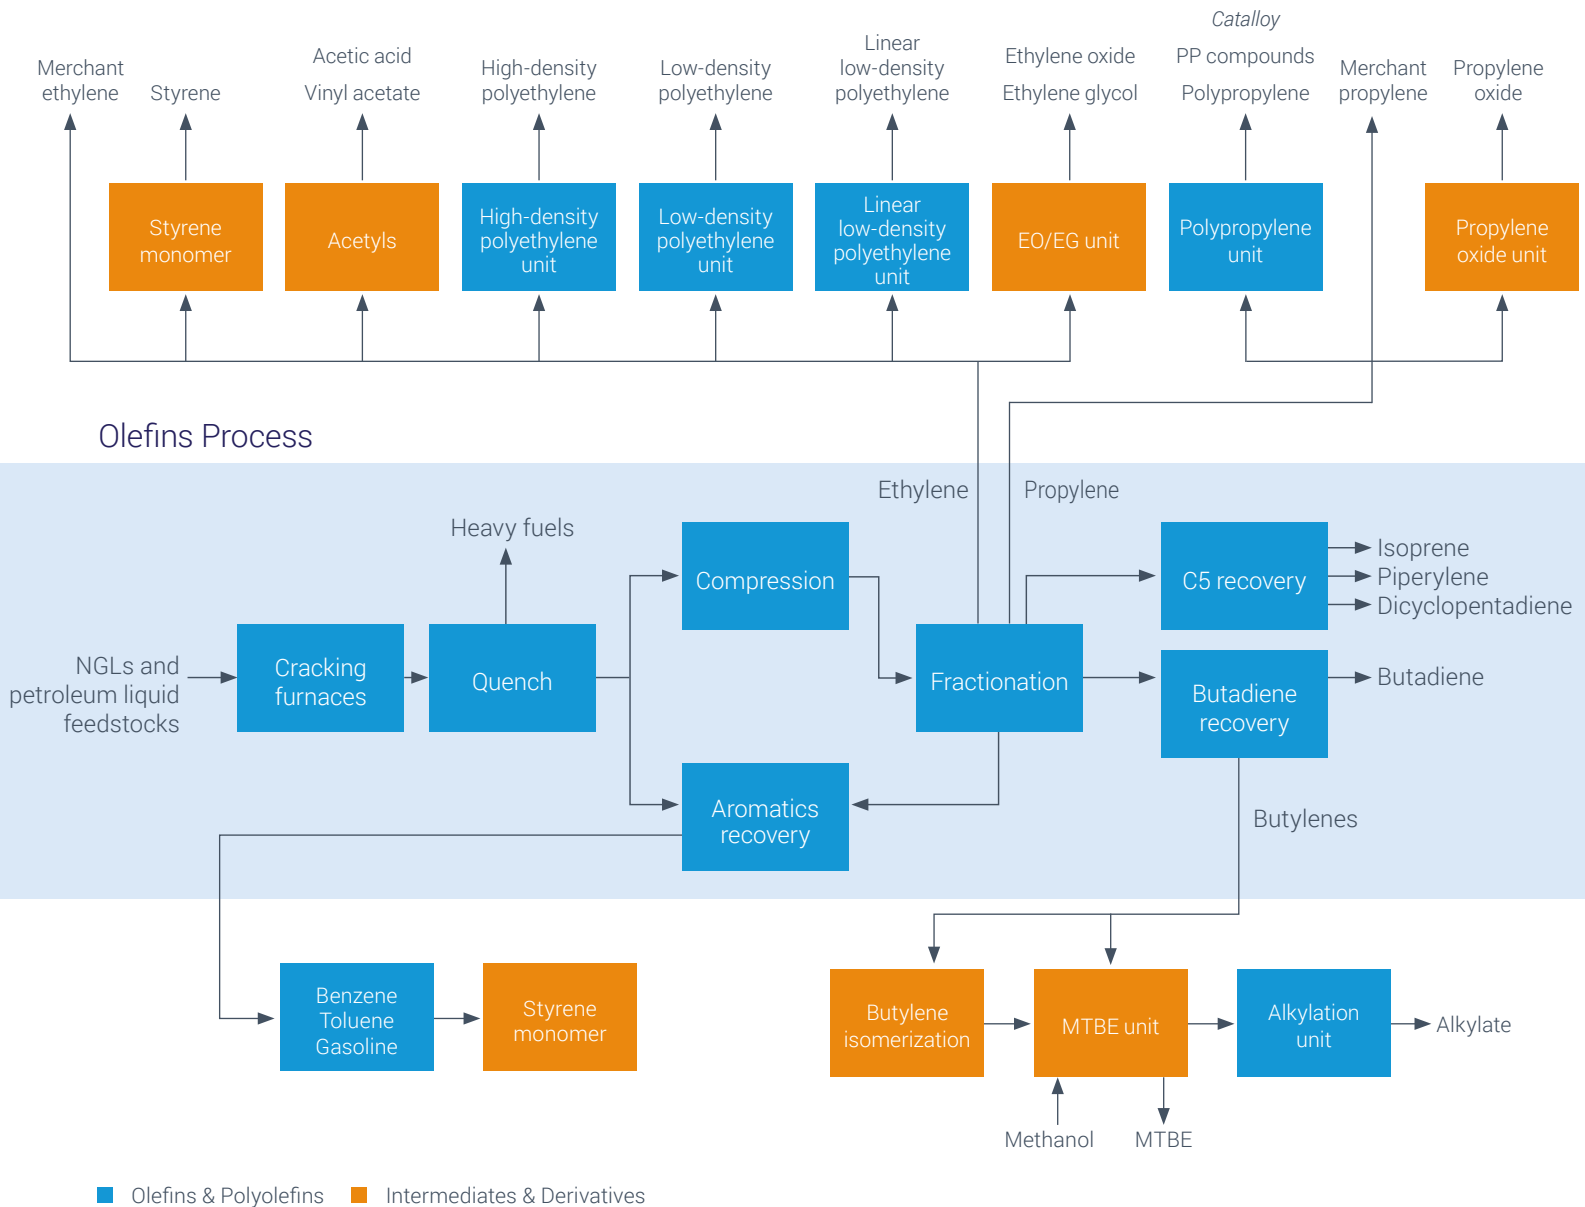 Merchant
ethylene
Styrene
Acetic acid
Vinyl acetate
High-density
polyethylene
Low-density
polyethylene
Linear
low-density
polyethylene
Ethylene oxide
Ethylene glycol
Catalloy
PP compounds
Polypropylene
Merchant
propylene
Propylene
oxide
Styrene
monomer
Acetyls
High-density
polyethylene
unit
Low-density
polyethylene
unit
Linear
low-density
polyethylene
unit
EO/EG unit
Polypropylene
unit
Propylene
oxide unit
Olefins Process
Ethylene
Propylene
Heavy fuels
Compression
C5 recovery
Isoprene
Piperylene
Dicyclopentadiene
NGLs and
petroleum liquid
feedstocks
Cracking
furnaces
Quench
Fractionation
Butadiene
recovery
Butadiene
Aromatics
recovery
Butylenes
Benzene
Toluene
Gasoline
Styrene
monomer
Butylene
isomerization
MTBE unit
Alkylation
unit
Alkylate
Methanol
MTBE
Olefins & Polyolefins
Intermediates & Derivatives